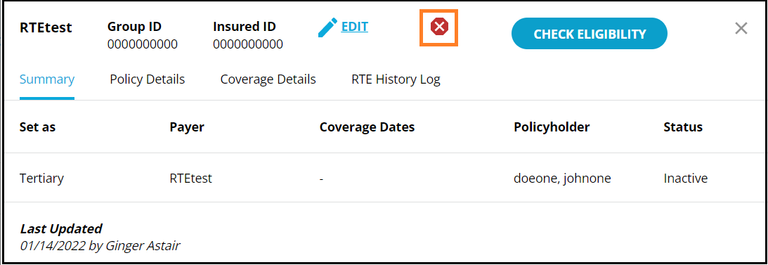 RTEtest Group ID Insured ID EDIT CHECK ELIGIBILITY
0000000000 0000000000
Summary Policy Details Coverage Details RTE History Log
Set as Payer Coverage Dates Policyholder Status
Tertiary RTEtest - doeone, johnone Inactive
Last Updated
01/14/2022 by Ginger Astair